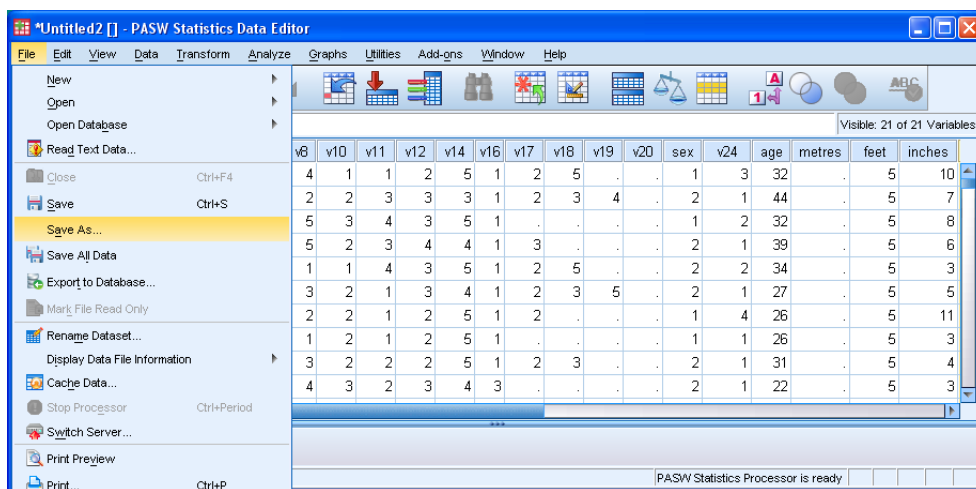 *Untitled2 [] - PASW Statistics Data Editor
File Edit View Data Transform Analyze Graphs Utilities Add-ons Window Help
New
Open
Open Database
Read Text Data...
Close Ctrl+F4
Save Ctrl+S
Save As...
Save All Data
Export to Database...
Mark File Read Only
Rename Dataset...
Display Data File Information
Cache Data...
Stop Processor Ctrl+Period
Switch Server...
Print Preview
Print... Ctrl+P
1 A ABC
Visible: 21 of 21 Variables
v8 v10 v11 v12 v14 v16 v17 v18 v19 v20 sex v24 age metres feet inches
4 1 1 2 5 1 2 5 . . 1 3 32 . 5 10
2 2 3 3 3 1 2 3 4 . 2 1 44 . 5 7
5 3 4 3 5 1 . . . . 1 2 32 . 5 8
5 2 3 4 4 1 3 . . . 2 1 39 . 5 6
1 1 4 3 5 1 2 5 . . 2 2 34 . 5 3
3 2 1 3 4 1 2 3 5 . 2 1 27 . 5 5
2 2 1 2 5 1 2 . . . 1 4 26 . 5 11
1 2 1 2 5 1 . . . . 1 1 26 . 5 3
3 2 2 2 5 1 2 3 . . 2 1 31 . 5 4
4 3 2 3 4 3 . . . . 2 1 22 . 5 3
PASW Statistics Processor is ready